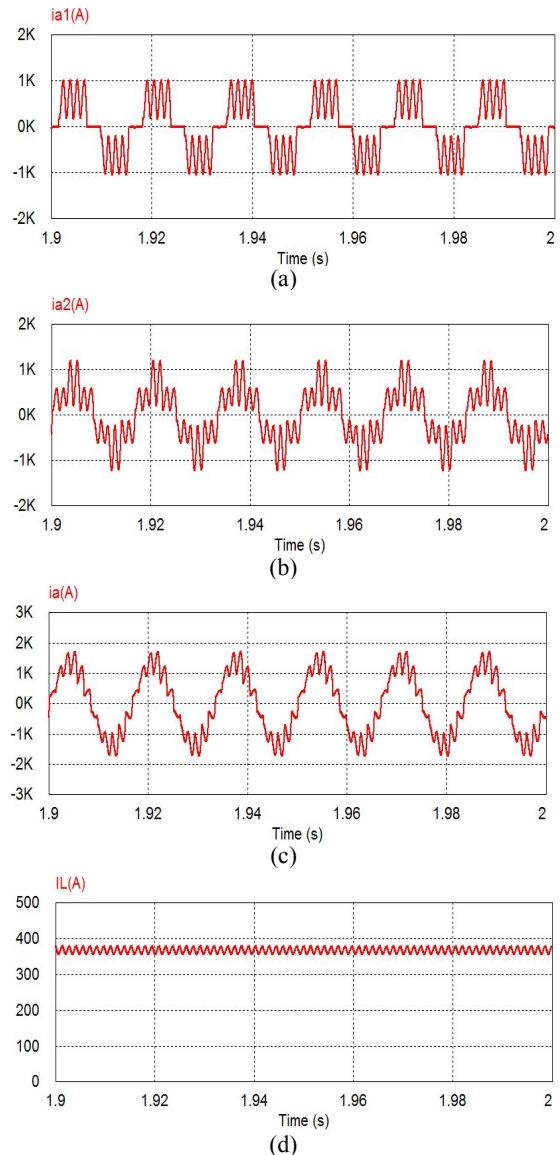 ia1(A)
2K
1K
0K
-1K
-2K
1.9 1.92 1.94 1.96 1.98 2
Time (s)
(a)
ia2(A)
2K
1K
0K
-1K
-2K
1.9 1.92 1.94 1.96 1.98 2
Time (s)
(b)
ia(A)
3K
2K
1K
0K
-1K
-2K
-3K
1.9 1.92 1.94 1.96 1.98 2
Time (s)
(c)
IL(A)
500
400
300
200
100
0
1.9 1.92 1.94 1.96 1.98 2
Time (s)
(d)